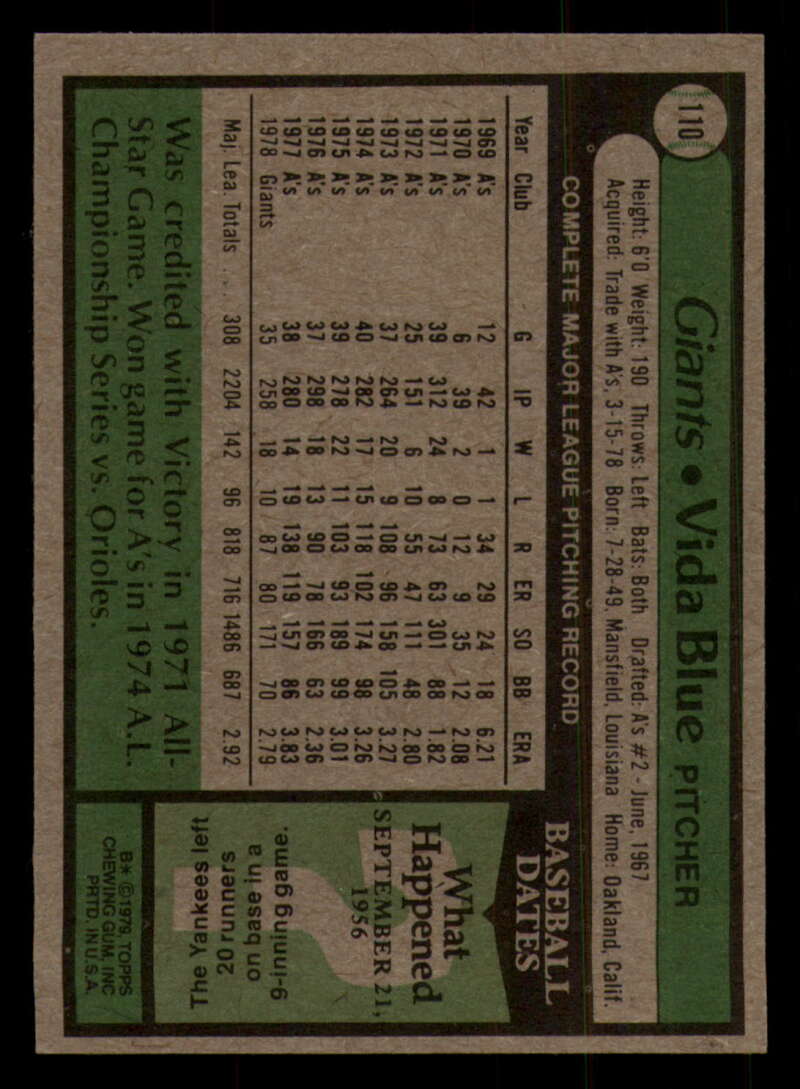 110
Giants • Vida Blue PITCHER
Height: 6'0 Weight: 190 Throws: Left Bats: Both Drafted: A's #2 - June, 1967
Acquired: Trade with A's, 3-15-78 Born: 7-28-49, Mansfield, Louisiana Home: Oakland, Calif.
COMPLETE MAJOR LEAGUE PITCHING RECORD
Year Club G IP W L R ER SO BB ERA
1969 A's 12 42 1 1 34 29 24 18 6.21
1970 A's 6 39 2 0 12 9 35 12 2.08
1971 A's 39 312 24 8 73 63 301 88 1.82
1972 A's 25 151 6 10 55 47 111 48 2.80
1973 A's 37 264 20 9 108 96 158 105 3.27
1974 A's 40 282 17 15 118 102 174 98 3.26
1975 A's 39 278 22 11 103 93 189 99 3.01
1976 A's 37 298 18 13 90 78 166 63 2.36
1977 A's 38 280 14 19 138 119 157 86 3.83
1978 Giants 35 258 18 10 87 80 171 70 2.79
Maj. Lea. Totals . . . 308 2204 142 96 818 716 1486 687 2.92
Was credited with Victory in 1971 All-
Star Game. Won game for A's in 1974 A.L.
Championship Series vs. Orioles.
BASEBALL
DATES
What
Happened
SEPTEMBER 21,
1956
?
The Yankees left
20 runners
on base in a
9-inning game.
B* ©1979, TOPPS
CHEWING GUM, INC
PRTD. IN U.S.A.